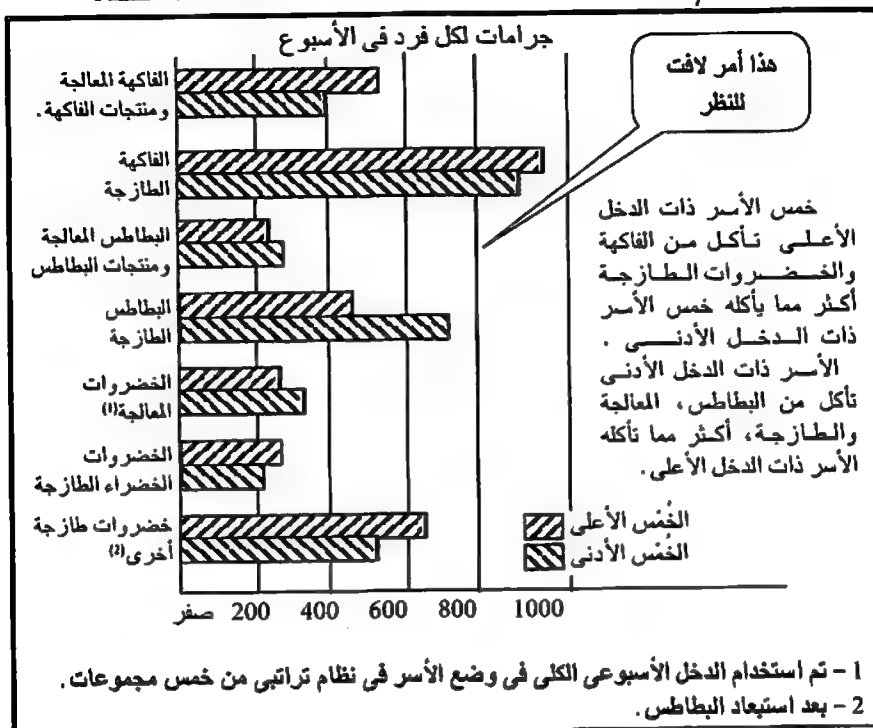 جرامات لكل فرد فى الأسبوع
هذا أمر لافت
للنظر
الفاكهة المعالجة
ومنتجات الفاكهة.
الفاكهة
الطازجة
البطاطس المعالجة
ومنتجات البطاطس
البطاطس
الطازجة
الخضروات
المعالجة(1)
الخضروات
الخضراء الطازجة
خضروات طازجة
أخرى(2)
خمس الأسر ذات الدخل
الأعلى تأكل من الفاكهة
والخضروات الطازجة
أكثر مما يأكله خمس الأسر
ذات الدخل الأدنى.
الأسر ذات الدخل الأدنى
تأكل من البطاطس، المعالجة
والطازجة، أكثر مما تأكله
الأسر ذات الدخل الأعلى.
الخُمْس الأعلى
الخُمْس الأدنى
صفر 200 400 600 800 1000
1 – تم استخدام الدخل الأسبوعى الكلى فى وضع الأسر فى نظام تراتبى من خمس مجموعات.
2 – بعد استبعاد البطاطس.